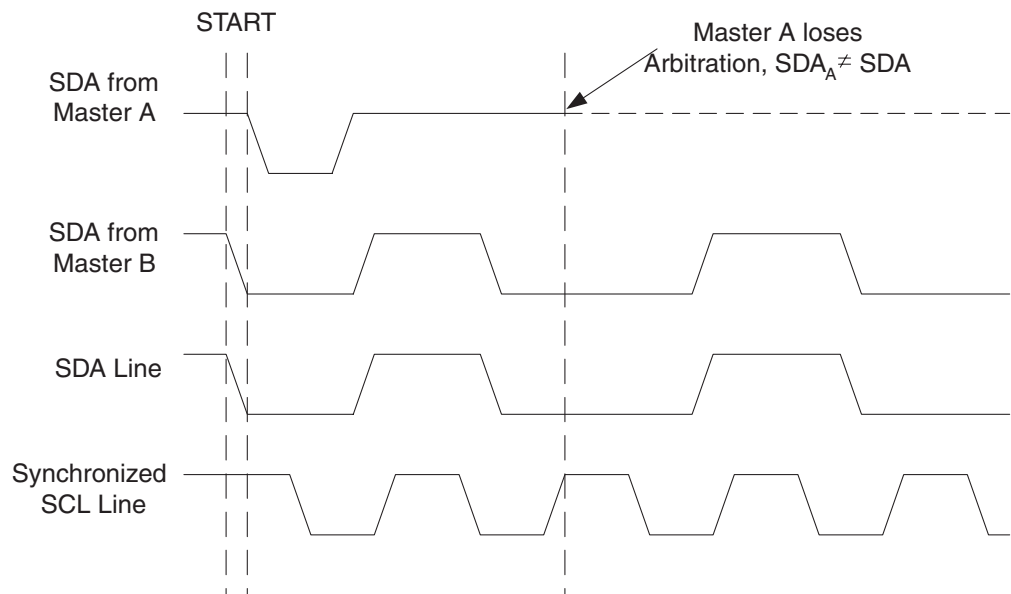 START
Master A loses
Arbitration, SDA_A ≠ SDA
SDA from
Master A
SDA from
Master B
SDA Line
Synchronized
SCL Line